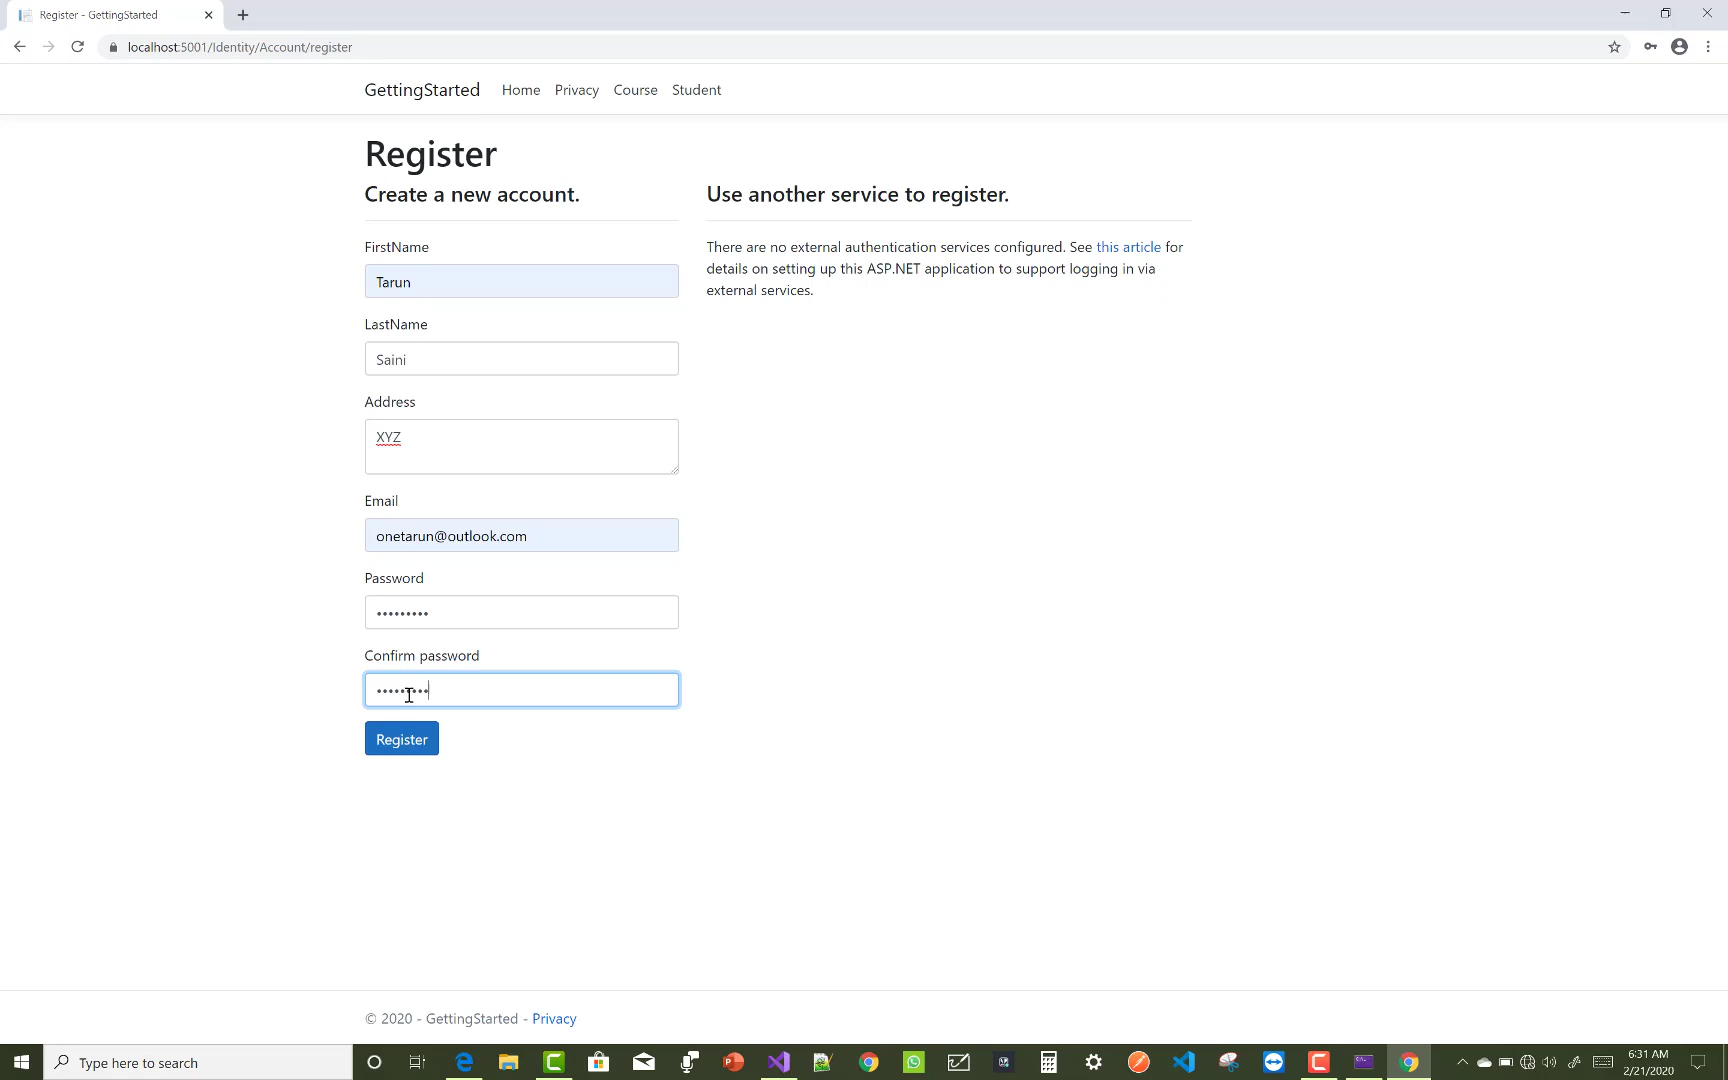 Register - GettingStarted
localhost:5001/Identity/Account/register
GettingStarted Home Privacy Course Student
Register
Create a new account.
Use another service to register.
FirstName
Tarun
There are no external authentication services configured. See this article for
details on setting up this ASP.NET application to support logging in via
external services.
LastName
Saini
Address
XYZ
Email
onetarun@outlook.com
Password
•••••••••
Confirm password
•••••••••
Register
© 2020 - GettingStarted - Privacy
Type here to search
6:31 AM
2/21/2020